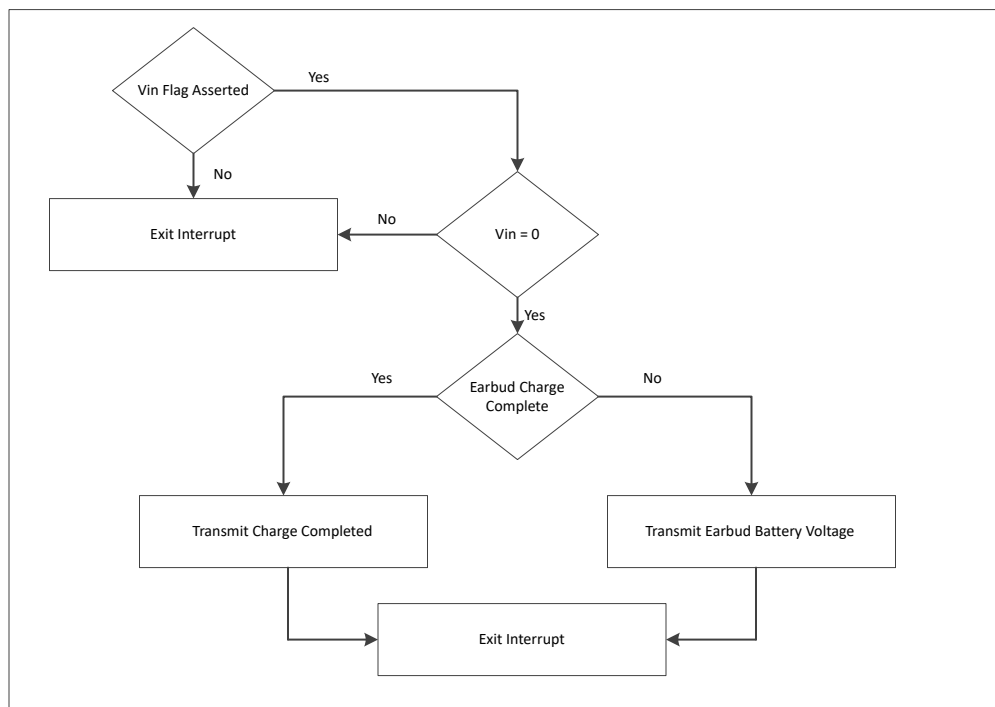 Yes
Vin Flag Asserted
No
Exit Interrupt
No
Vin = 0
Yes
Yes
Earbud Charge
Complete
No
Transmit Charge Completed
Transmit Earbud Battery Voltage
Exit Interrupt